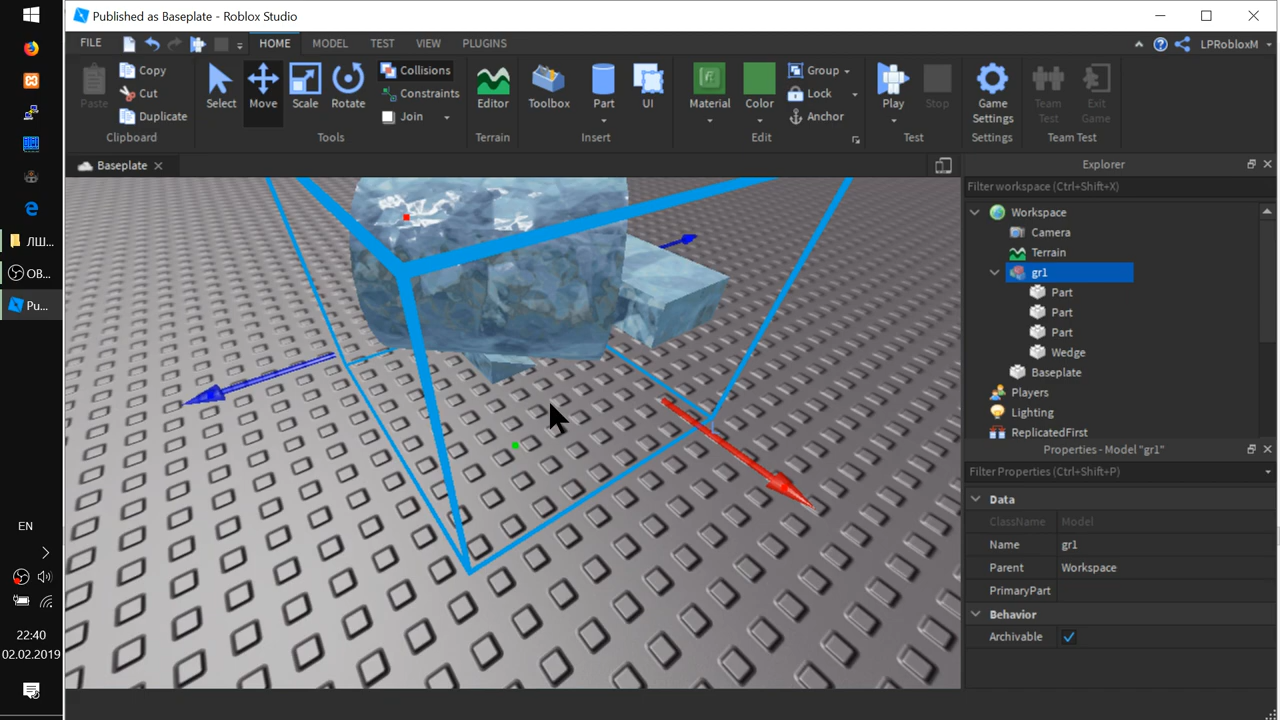 Published as Baseplate - Roblox Studio
FILE HOME MODEL TEST VIEW PLUGINS LPRobloxM
Paste Copy Cut Duplicate
Clipboard
Select Move Scale Rotate Collisions Constraints Join
Tools
Editor
Terrain
Toolbox Part UI
Insert
Material Color Group Lock Anchor
Edit
Play Stop
Test
Game Settings
Settings
Team Test Exit Game
Team Test
Baseplate
Explorer
Filter workspace (Ctrl+Shift+X)
Workspace
Camera
Terrain
gr1
Part
Part
Part
Wedge
Baseplate
Players
Lighting
ReplicatedFirst
Properties - Model "gr1"
Filter Properties (Ctrl+Shift+P)
Data
ClassName Model
Name gr1
Parent Workspace
PrimaryPart
Behavior
Archivable
ЛШ...
OB...
Pu...
EN
22:40
02.02.2019